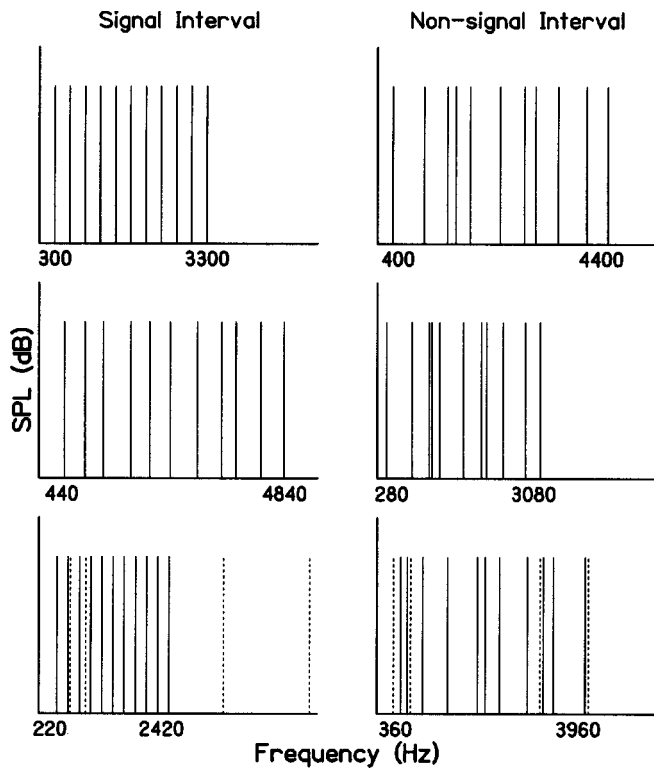 Signal Interval
Non-signal Interval
300 3300
400 4400
SPL (dB)
440 4840
280 3080
220 2420
360 3960
Frequency (Hz)